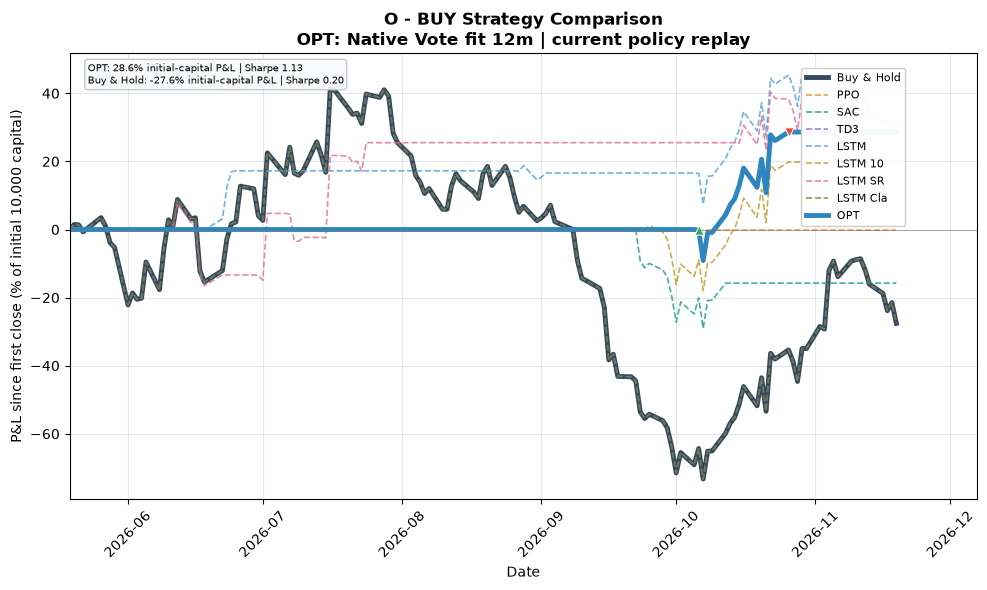 O - BUY Strategy Comparison
OPT: Native Vote fit 12m | current policy replay
OPT: 28.6% initial-capital P&L | Sharpe 1.13
Buy & Hold: -27.6% initial-capital P&L | Sharpe 0.20
Buy & Hold
PPO
SAC
TD3
LSTM
LSTM 10
LSTM SR
LSTM Cla
OPT
P&L since first close (% of initial 10,000 capital)
40
20
0
−20
−40
−60
2026-06
2026-07
2026-08
2026-09
2026-10
2026-11
2026-12
Date